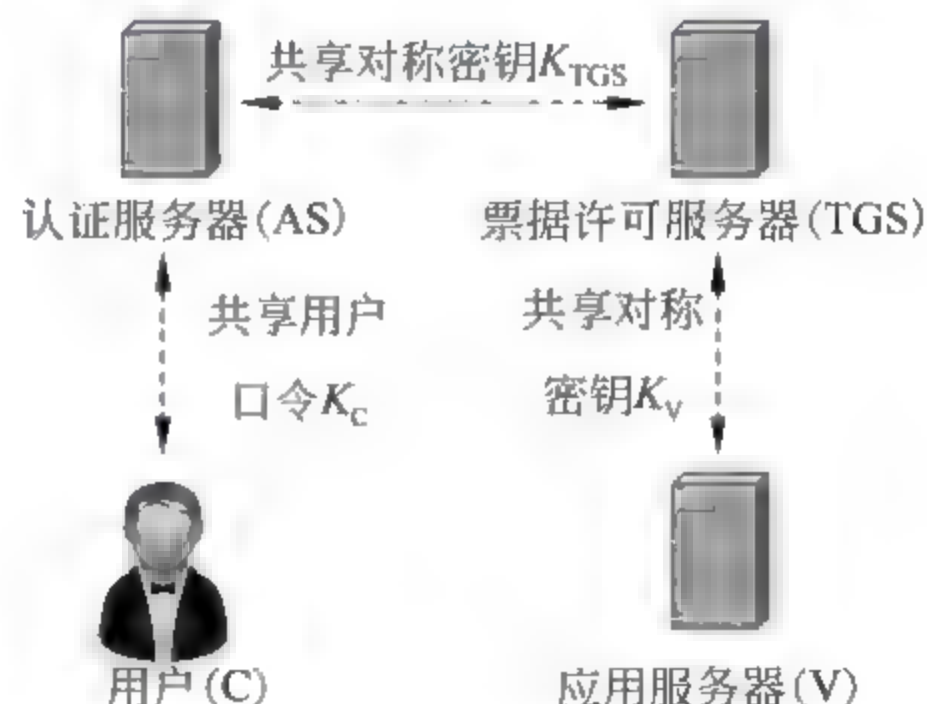 共享对称密钥K_TGS
认证服务器(AS)
票据许可服务器(TGS)
共享用户
口令K_C
共享对称
密钥K_V
用户(C)
应用服务器(V)